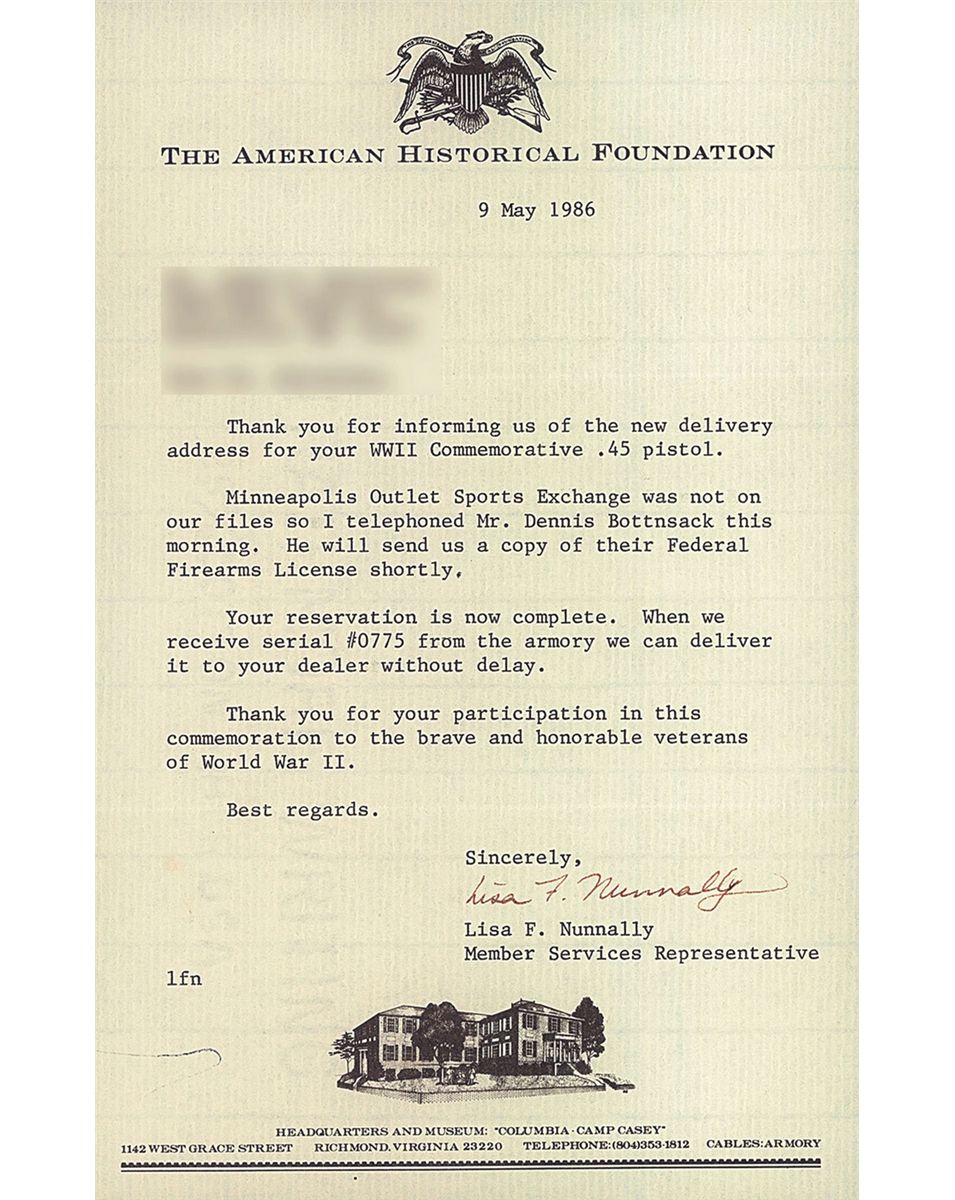 THE AMERICAN HISTORICAL FOUNDATION
9 May 1986
Thank you for informing us of the new delivery
address for your WWII Commemorative .45 pistol.
Minneapolis Outlet Sports Exchange was not on
our files so I telephoned Mr. Dennis Bottnsack this
morning. He will send us a copy of their Federal
Firearms License shortly.
Your reservation is now complete. When we
receive serial #0775 from the armory we can deliver
it to your dealer without delay.
Thank you for your participation in this
commemoration to the brave and honorable veterans
of World War II.
Best regards.
Sincerely,
Lisa F. Nunnally
Lisa F. Nunnally
Member Services Representative
lfn
HEADQUARTERS AND MUSEUM: "COLUMBIA - CAMP CASEY"
1142 WEST GRACE STREET RICHMOND, VIRGINIA 23220 TELEPHONE: (804) 353-1812 CABLES: ARMORY